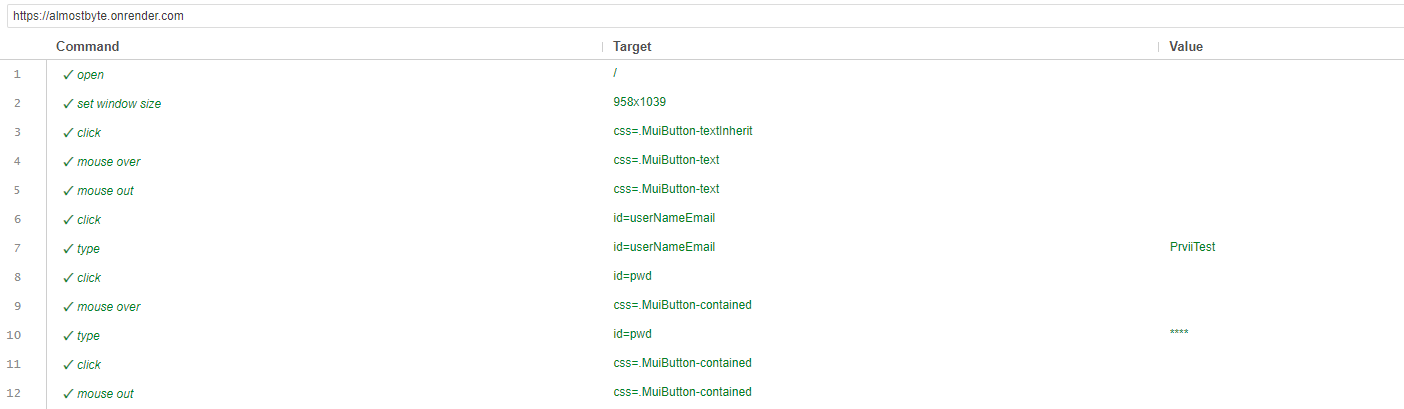 https://almostbyte.onrender.com
Command Target Value
1 ✓ open /
2 ✓ set window size 958x1039
3 ✓ click css=.MuiButton-textInherit
4 ✓ mouse over css=.MuiButton-text
5 ✓ mouse out css=.MuiButton-text
6 ✓ click id=userNameEmail
7 ✓ type id=userNameEmail PrviiTest
8 ✓ click id=pwd
9 ✓ mouse over css=.MuiButton-contained
10 ✓ type id=pwd ****
11 ✓ click css=.MuiButton-contained
12 ✓ mouse out css=.MuiButton-contained